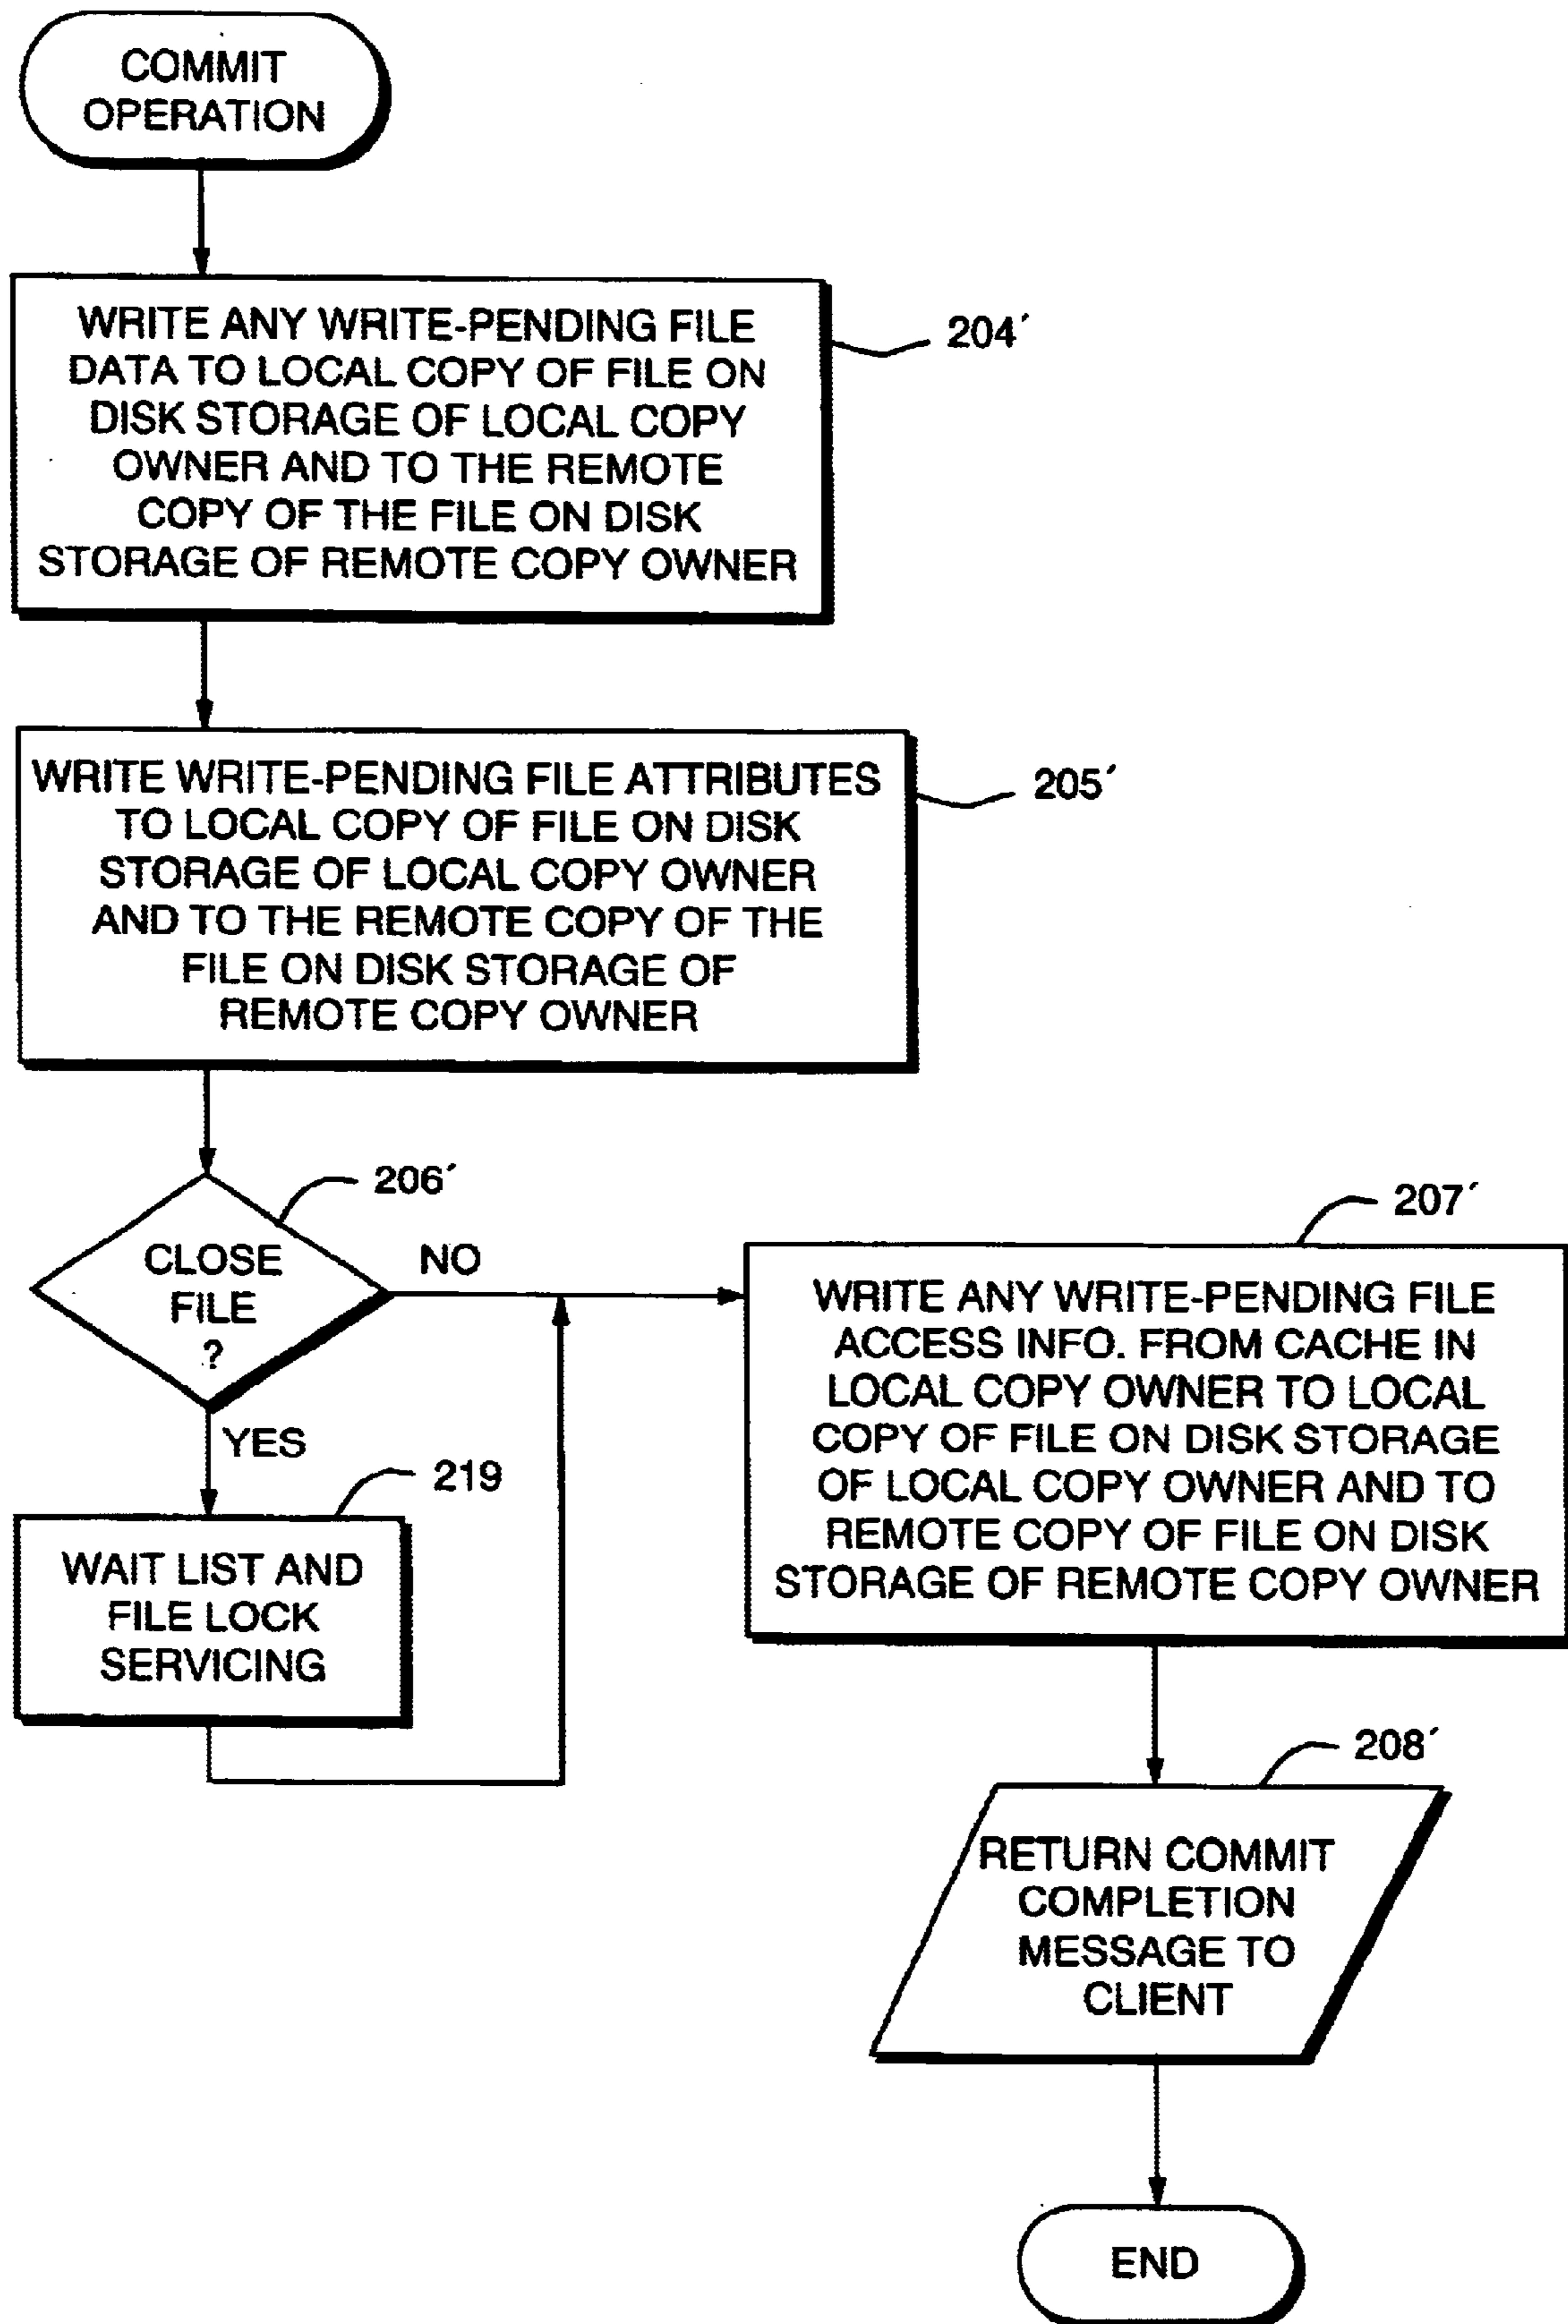 COMMIT
OPERATION
WRITE ANY WRITE-PENDING FILE
DATA TO LOCAL COPY OF FILE ON
DISK STORAGE OF LOCAL COPY
OWNER AND TO THE REMOTE
COPY OF THE FILE ON DISK
STORAGE OF REMOTE COPY OWNER
204′
WRITE WRITE-PENDING FILE ATTRIBUTES
TO LOCAL COPY OF FILE ON DISK
STORAGE OF LOCAL COPY OWNER
AND TO THE REMOTE COPY OF THE
FILE ON DISK STORAGE OF
REMOTE COPY OWNER
205′
CLOSE
FILE
?
206′
NO
YES
WAIT LIST AND
FILE LOCK
SERVICING
219
207′
WRITE ANY WRITE-PENDING FILE
ACCESS INFO. FROM CACHE IN
LOCAL COPY OWNER TO LOCAL
COPY OF FILE ON DISK STORAGE
OF LOCAL COPY OWNER AND TO
REMOTE COPY OF FILE ON DISK
STORAGE OF REMOTE COPY OWNER
208′
RETURN COMMIT
COMPLETION
MESSAGE TO
CLIENT
END